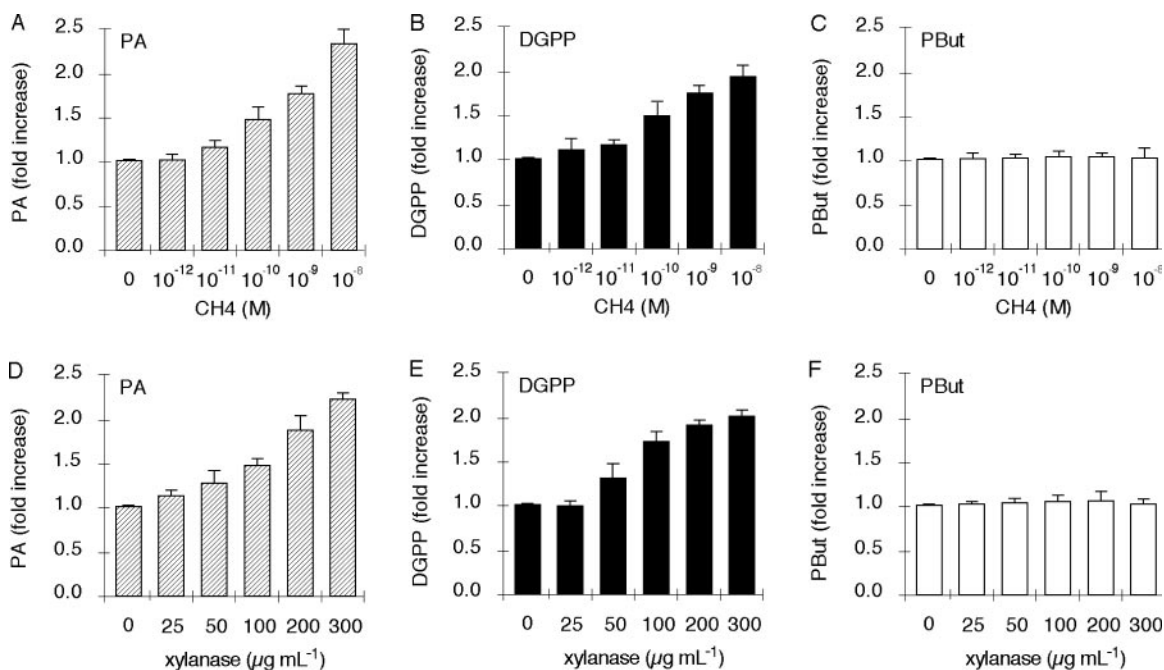 A
PA
PA (fold increase)
2.5
2.0
1.5
1.0
0.5
0.0
0 10⁻¹² 10⁻¹¹ 10⁻¹⁰ 10⁻⁹ 10⁻⁸
CH4 (M)
B
DGPP
DGPP (fold increase)
2.5
2.0
1.5
1.0
0.5
0.0
0 10⁻¹² 10⁻¹¹ 10⁻¹⁰ 10⁻⁹ 10⁻⁸
CH4 (M)
C
PBut
PBut (fold increase)
2.5
2.0
1.5
1.0
0.5
0.0
0 10⁻¹² 10⁻¹¹ 10⁻¹⁰ 10⁻⁹ 10⁻⁸
CH4 (M)
D
PA
PA (fold increase)
2.5
2.0
1.5
1.0
0.5
0.0
0 25 50 100 200 300
xylanase (µg mL⁻¹)
E
DGPP
DGPP (fold increase)
2.5
2.0
1.5
1.0
0.5
0.0
0 25 50 100 200 300
xylanase (µg mL⁻¹)
F
PBut
PBut (fold increase)
2.5
2.0
1.5
1.0
0.5
0.0
0 25 50 100 200 300
xylanase (µg mL⁻¹)